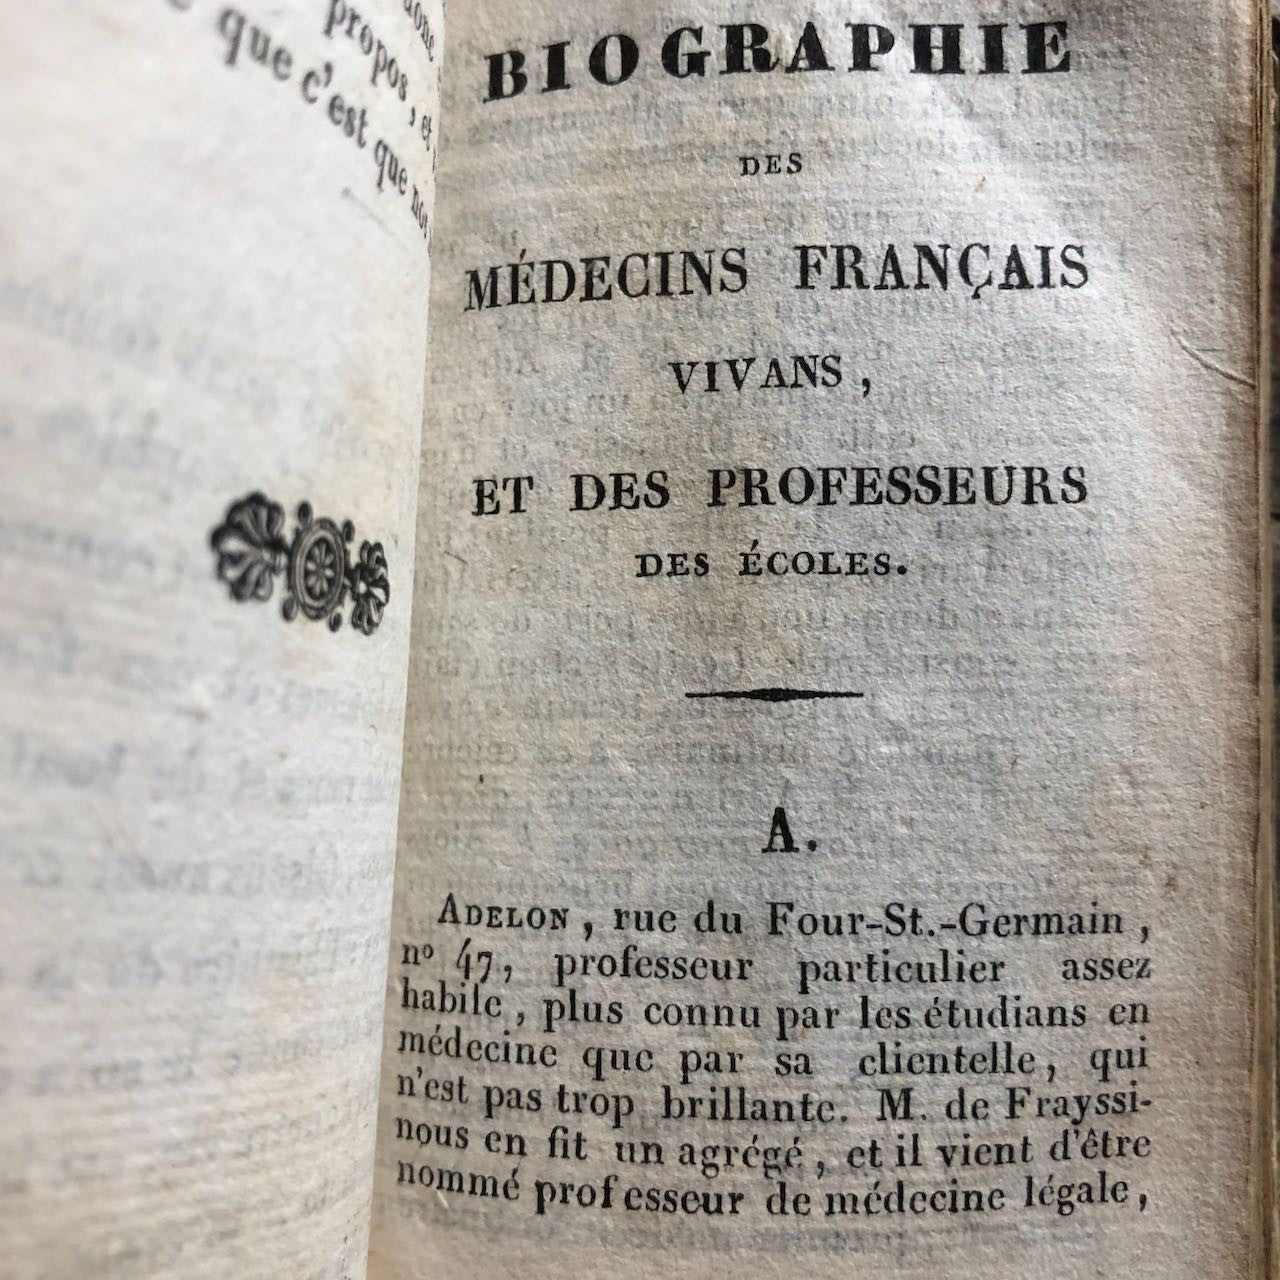 donc
propos, et
que c'est que not
BIOGRAPHIE
DES
MÉDECINS FRANÇAIS
VIVANS,
ET DES PROFESSEURS
DES ÉCOLES.
A.
ADELON, rue du Four-St.-Germain,
nº 47, professeur particulier assez
habile, plus connu par les étudians en
médecine que par sa clientelle, qui
n'est pas trop brillante. M. de Frayssi-
nous en fit un agrégé, et il vient d'être
nommé professeur de médecine légale,